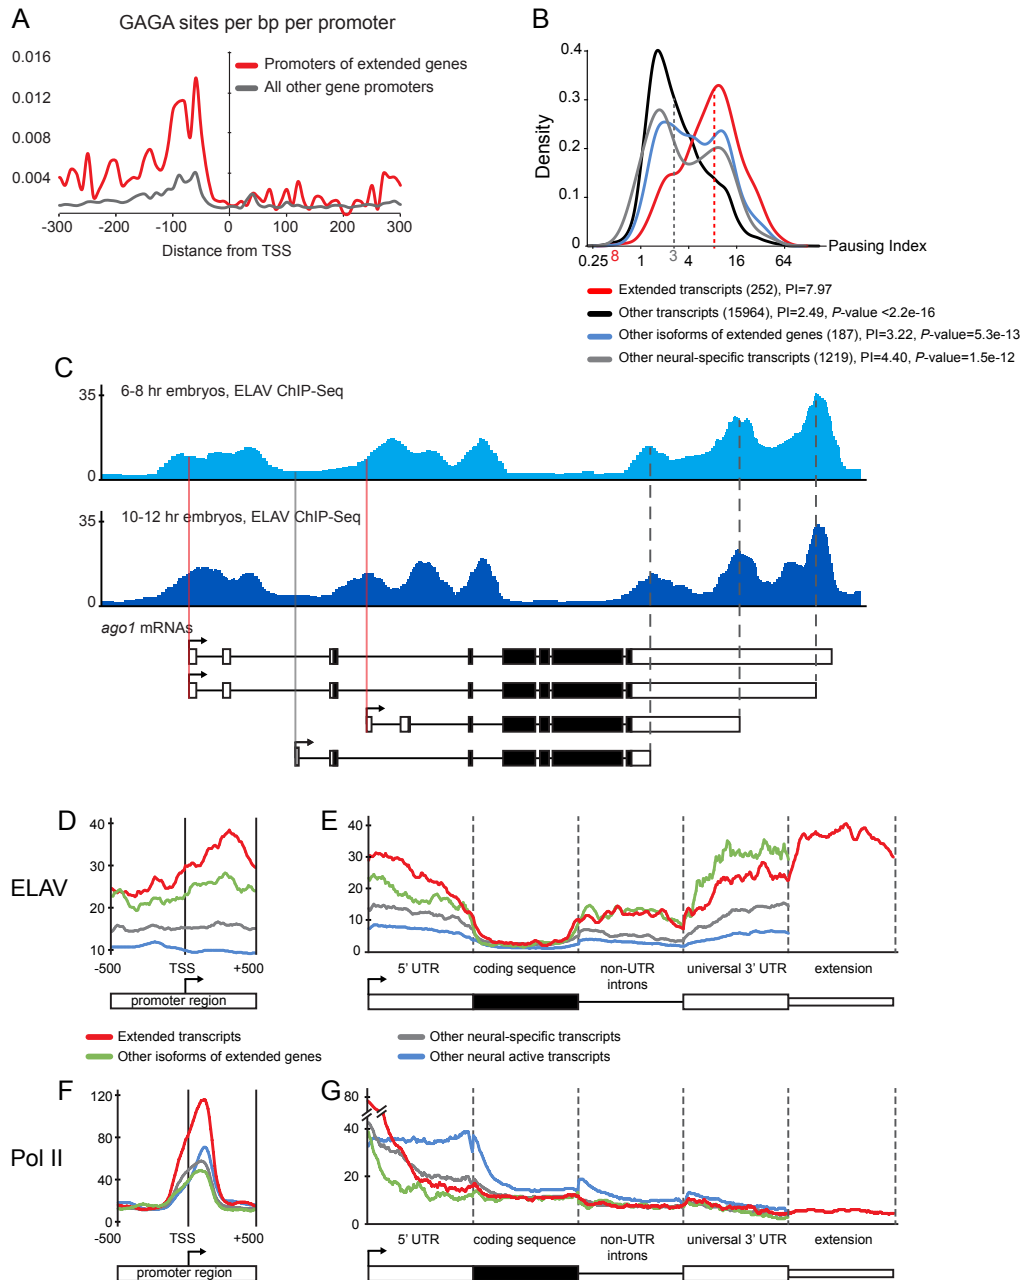 A
GAGA sites per bp per promoter
0.016
0.012
0.008
0.004
Promoters of extended genes
All other gene promoters
-300
-200
-100
0
100
200
300
Distance from TSS
B
0.4
0.3
0.2
0.1
0
Density
0.25
8
1
3
4
16
64
Pausing Index
Extended transcripts (252), PI=7.97
Other transcripts (15964), PI=2.49, P-value <2.2e-16
Other isoforms of extended genes (187), PI=3.22, P-value=5.3e-13
Other neural-specific transcripts (1219), PI=4.40, P-value=1.5e-12
C
35
0
6-8 hr embryos, ELAV ChIP-Seq
35
0
10-12 hr embryos, ELAV ChIP-Seq
ago1 mRNAs
ELAV
D
40
30
20
10
-500
TSS
+500
promoter region
E
40
30
20
10
0
5' UTR
coding sequence
non-UTR
introns
universal 3' UTR
extension
Extended transcripts
Other isoforms of extended genes
Other neural-specific transcripts
Other neural active transcripts
Pol II
F
120
80
40
0
-500
TSS
+500
promoter region
G
80
40
20
0
5' UTR
coding sequence
non-UTR
introns
universal 3' UTR
extension